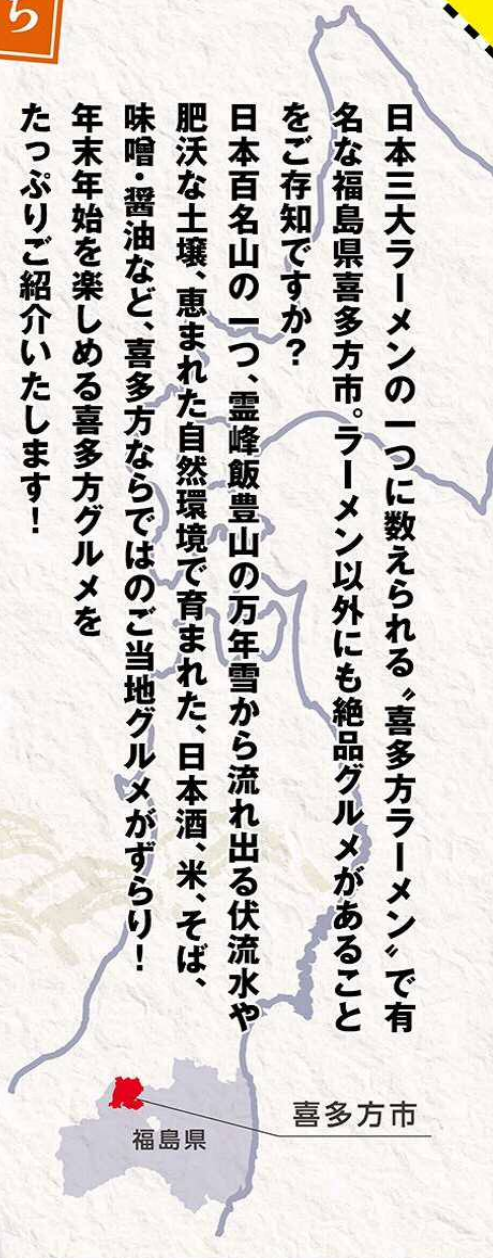 日本三大ラーメンの一つに数えられる〝喜多方ラーメン〟で有
名な福島県喜多方市。ラーメン以外にも絶品グルメがあること
をご存知ですか？
日本百名山の一つ、霊峰飯豊山の万年雪から流れ出る伏流水や
肥沃な土壌、恵まれた自然環境で育まれた、日本酒、米、そば、
味噌・醤油など、喜多方ならではのご当地グルメがずらり！
年末年始を楽しめる喜多方グルメを
たっぷりご紹介いたします！
ち
喜多方市
福島県